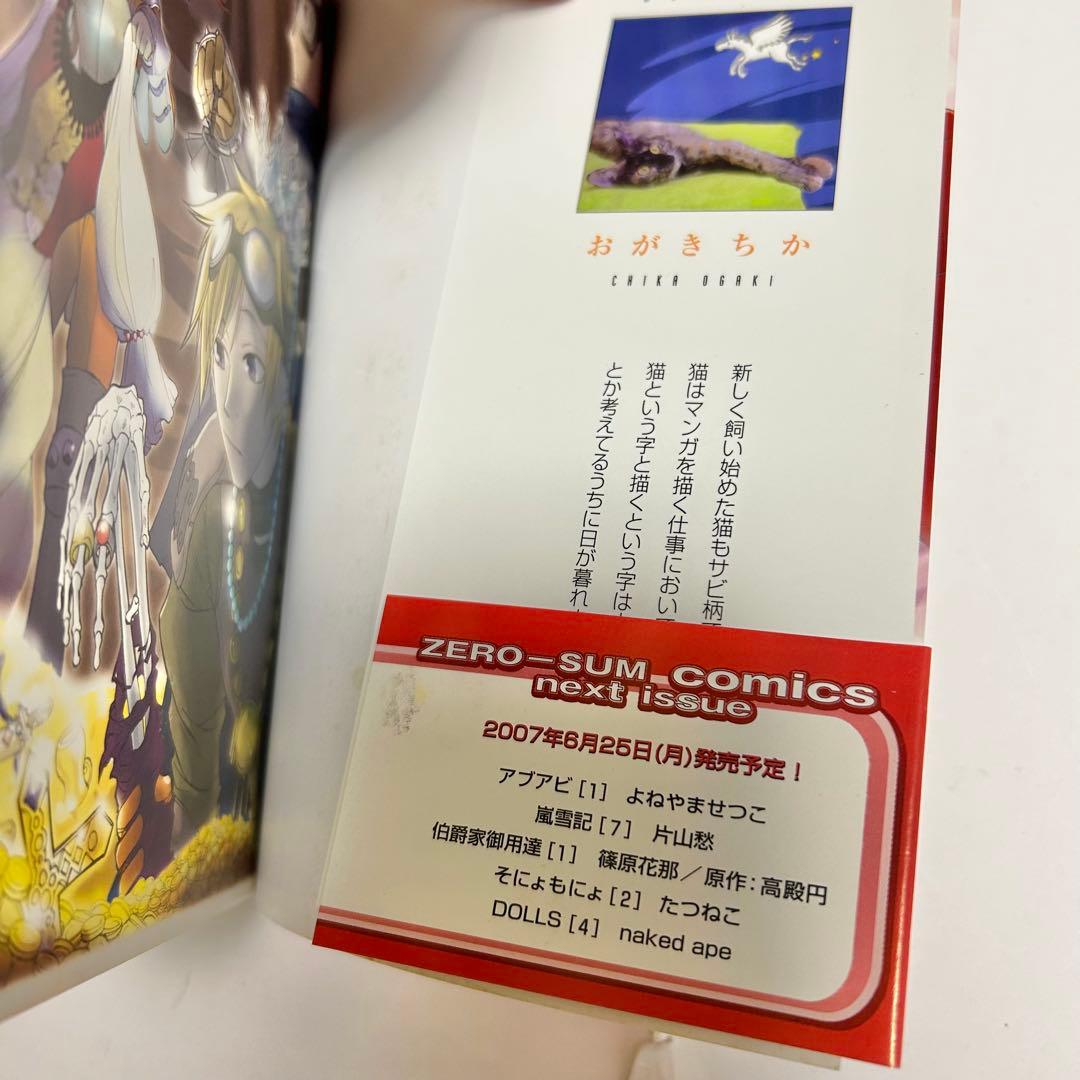 おがきちか
CHIKA OGAKI
新しく飼い始めた猫もサビ柄
猫はマンガを描く仕事において
猫という字と描くという字は
とか考えてるうちに日が暮れ
ZERO-SUM comics
next issue
2007年6月25日(月)発売予定!
アブアビ[1] よねやませつこ
嵐雪記[7] 片山愁
伯爵家御用達[1] 篠原花那/原作:高殿円
そにょもにょ[2] たつねこ
DOLLS[4] naked ape